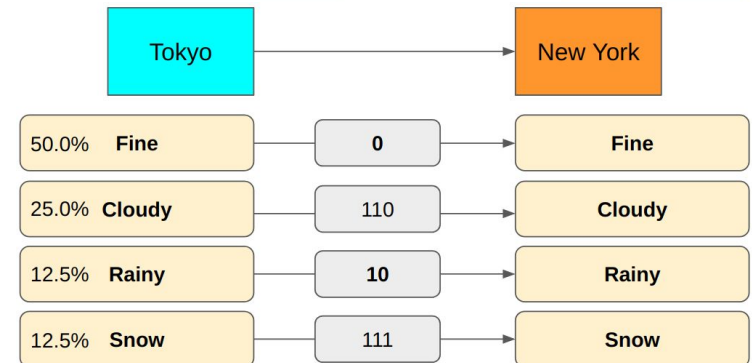 Tokyo New York
50.0% Fine 0 Fine
25.0% Cloudy 110 Cloudy
12.5% Rainy 10 Rainy
12.5% Snow 111 Snow